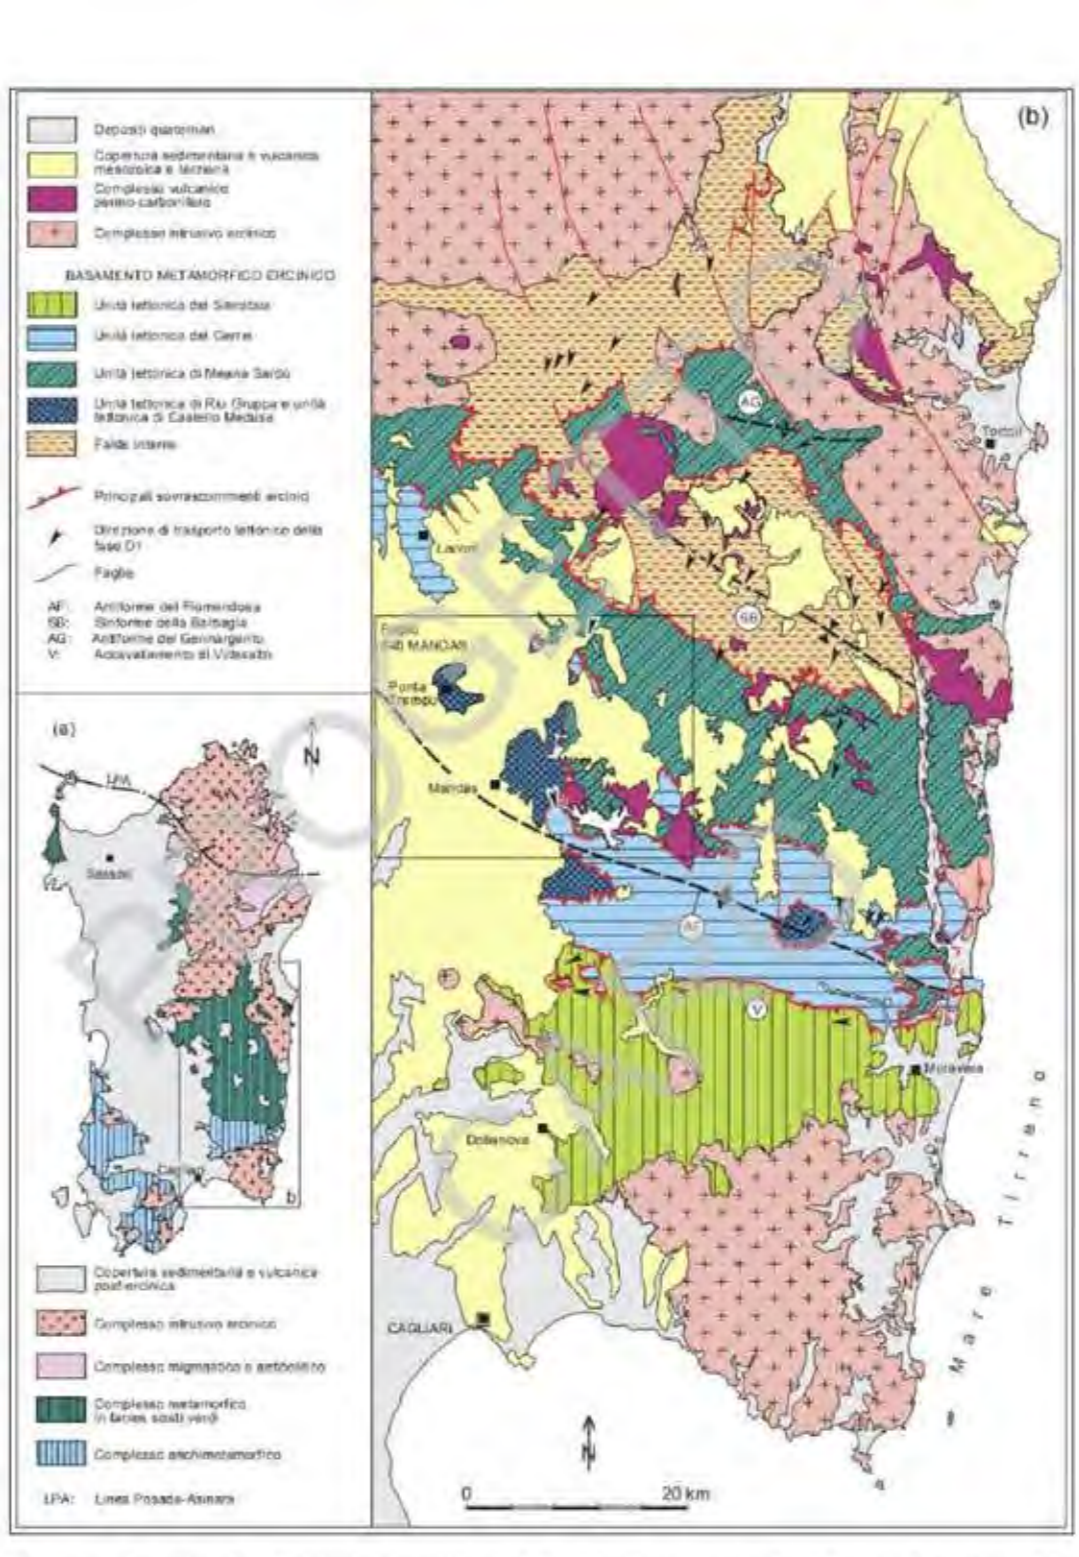 (b)
Depositi quaternari
Copertura sedimentaria e vulcanica
mesozoica e terziaria
Complesso vulcanico
permo-carbonifero
Complesso intrusivo ercinico
BASAMENTO METAMORFICO ERCINICO
Unità tettonica del Sarrabus
Unità tettonica del Gerrei
Unità tettonica di Meana Sardo
Unità tettonica di Riu Gruppa e unità
tettonica di Castello Medusa
Falde interne
Principali sovrascorrimenti ercinici
Direzione di trasporto tettonico della
fase D1
Faglie
AF: Antiforme del Flumendosa
SB: Sinforme della Barbagia
AG: Antiforme del Gennargentu
V: Accavallamento di Villasalto
AG
Tortolì
Laconi
SB
Foglio
540 MANDAS
Ponta
Trempu
Mandas
AF
V
Muravera
Dolianova
CAGLIARI
Mare Tirreno
N
0 20 km
(a)
N
LPA
Sassari
Cagliari
b
Copertura sedimentaria e vulcanica
post-ercinica
Complesso intrusivo ercinico
Complesso migmatitico e anfibolitico
Complesso metamorfico
in facies scisti verdi
Complesso anchimetamorfico
LPA: Linea Posada-Asinara